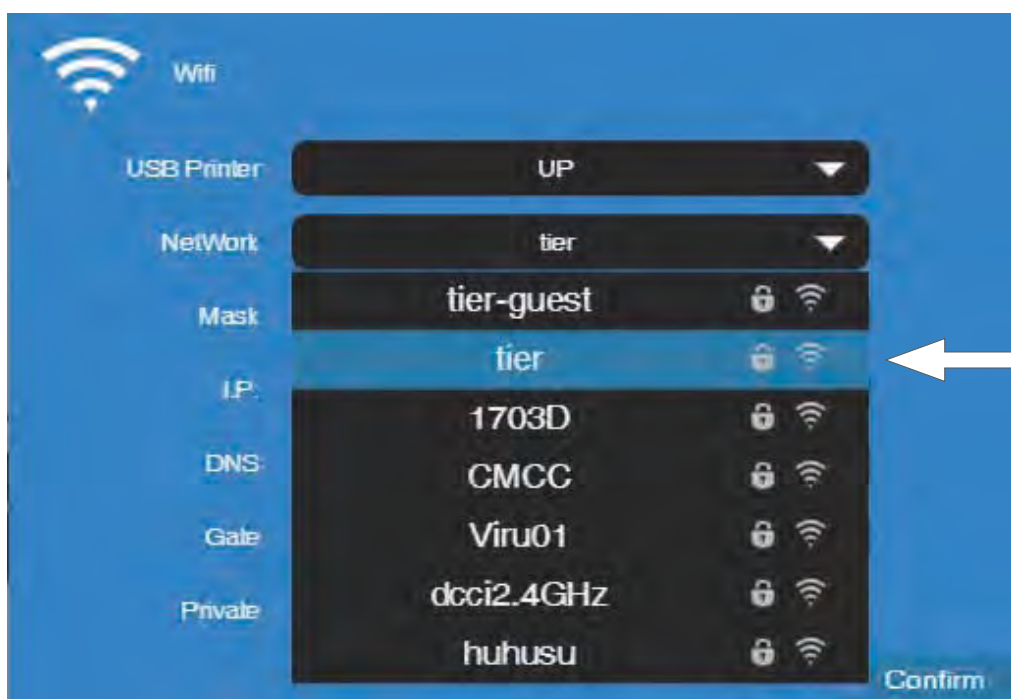 Wifi
USB Printer UP
NetWork tier
tier-guest
Mask
tier
I.P.
1703D
DNS
CMCC
Gate
Viru01
Private
dcci2.4GHz
huhusu
Confirm